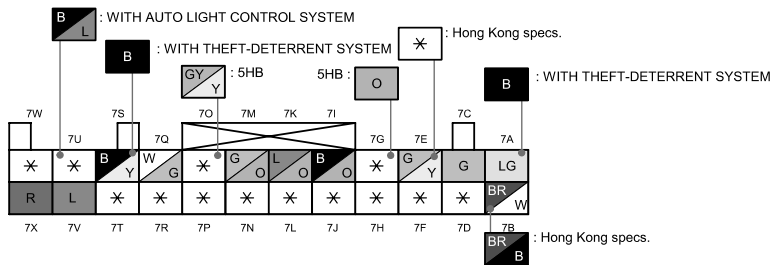 B L : WITH AUTO LIGHT CONTROL SYSTEM
B : WITH THEFT-DETERRENT SYSTEM
* : Hong Kong specs.
GY Y : 5HB
5HB : O
B : WITH THEFT-DETERRENT SYSTEM
7W 7U 7S 7Q 7O 7M 7K 7I 7G 7E 7C 7A
* * B Y W G * G O L O B O * G Y G LG
R L * * * * * * * * * BR W
7X 7V 7T 7R 7P 7N 7L 7J 7H 7F 7D 7B
BR B : Hong Kong specs.